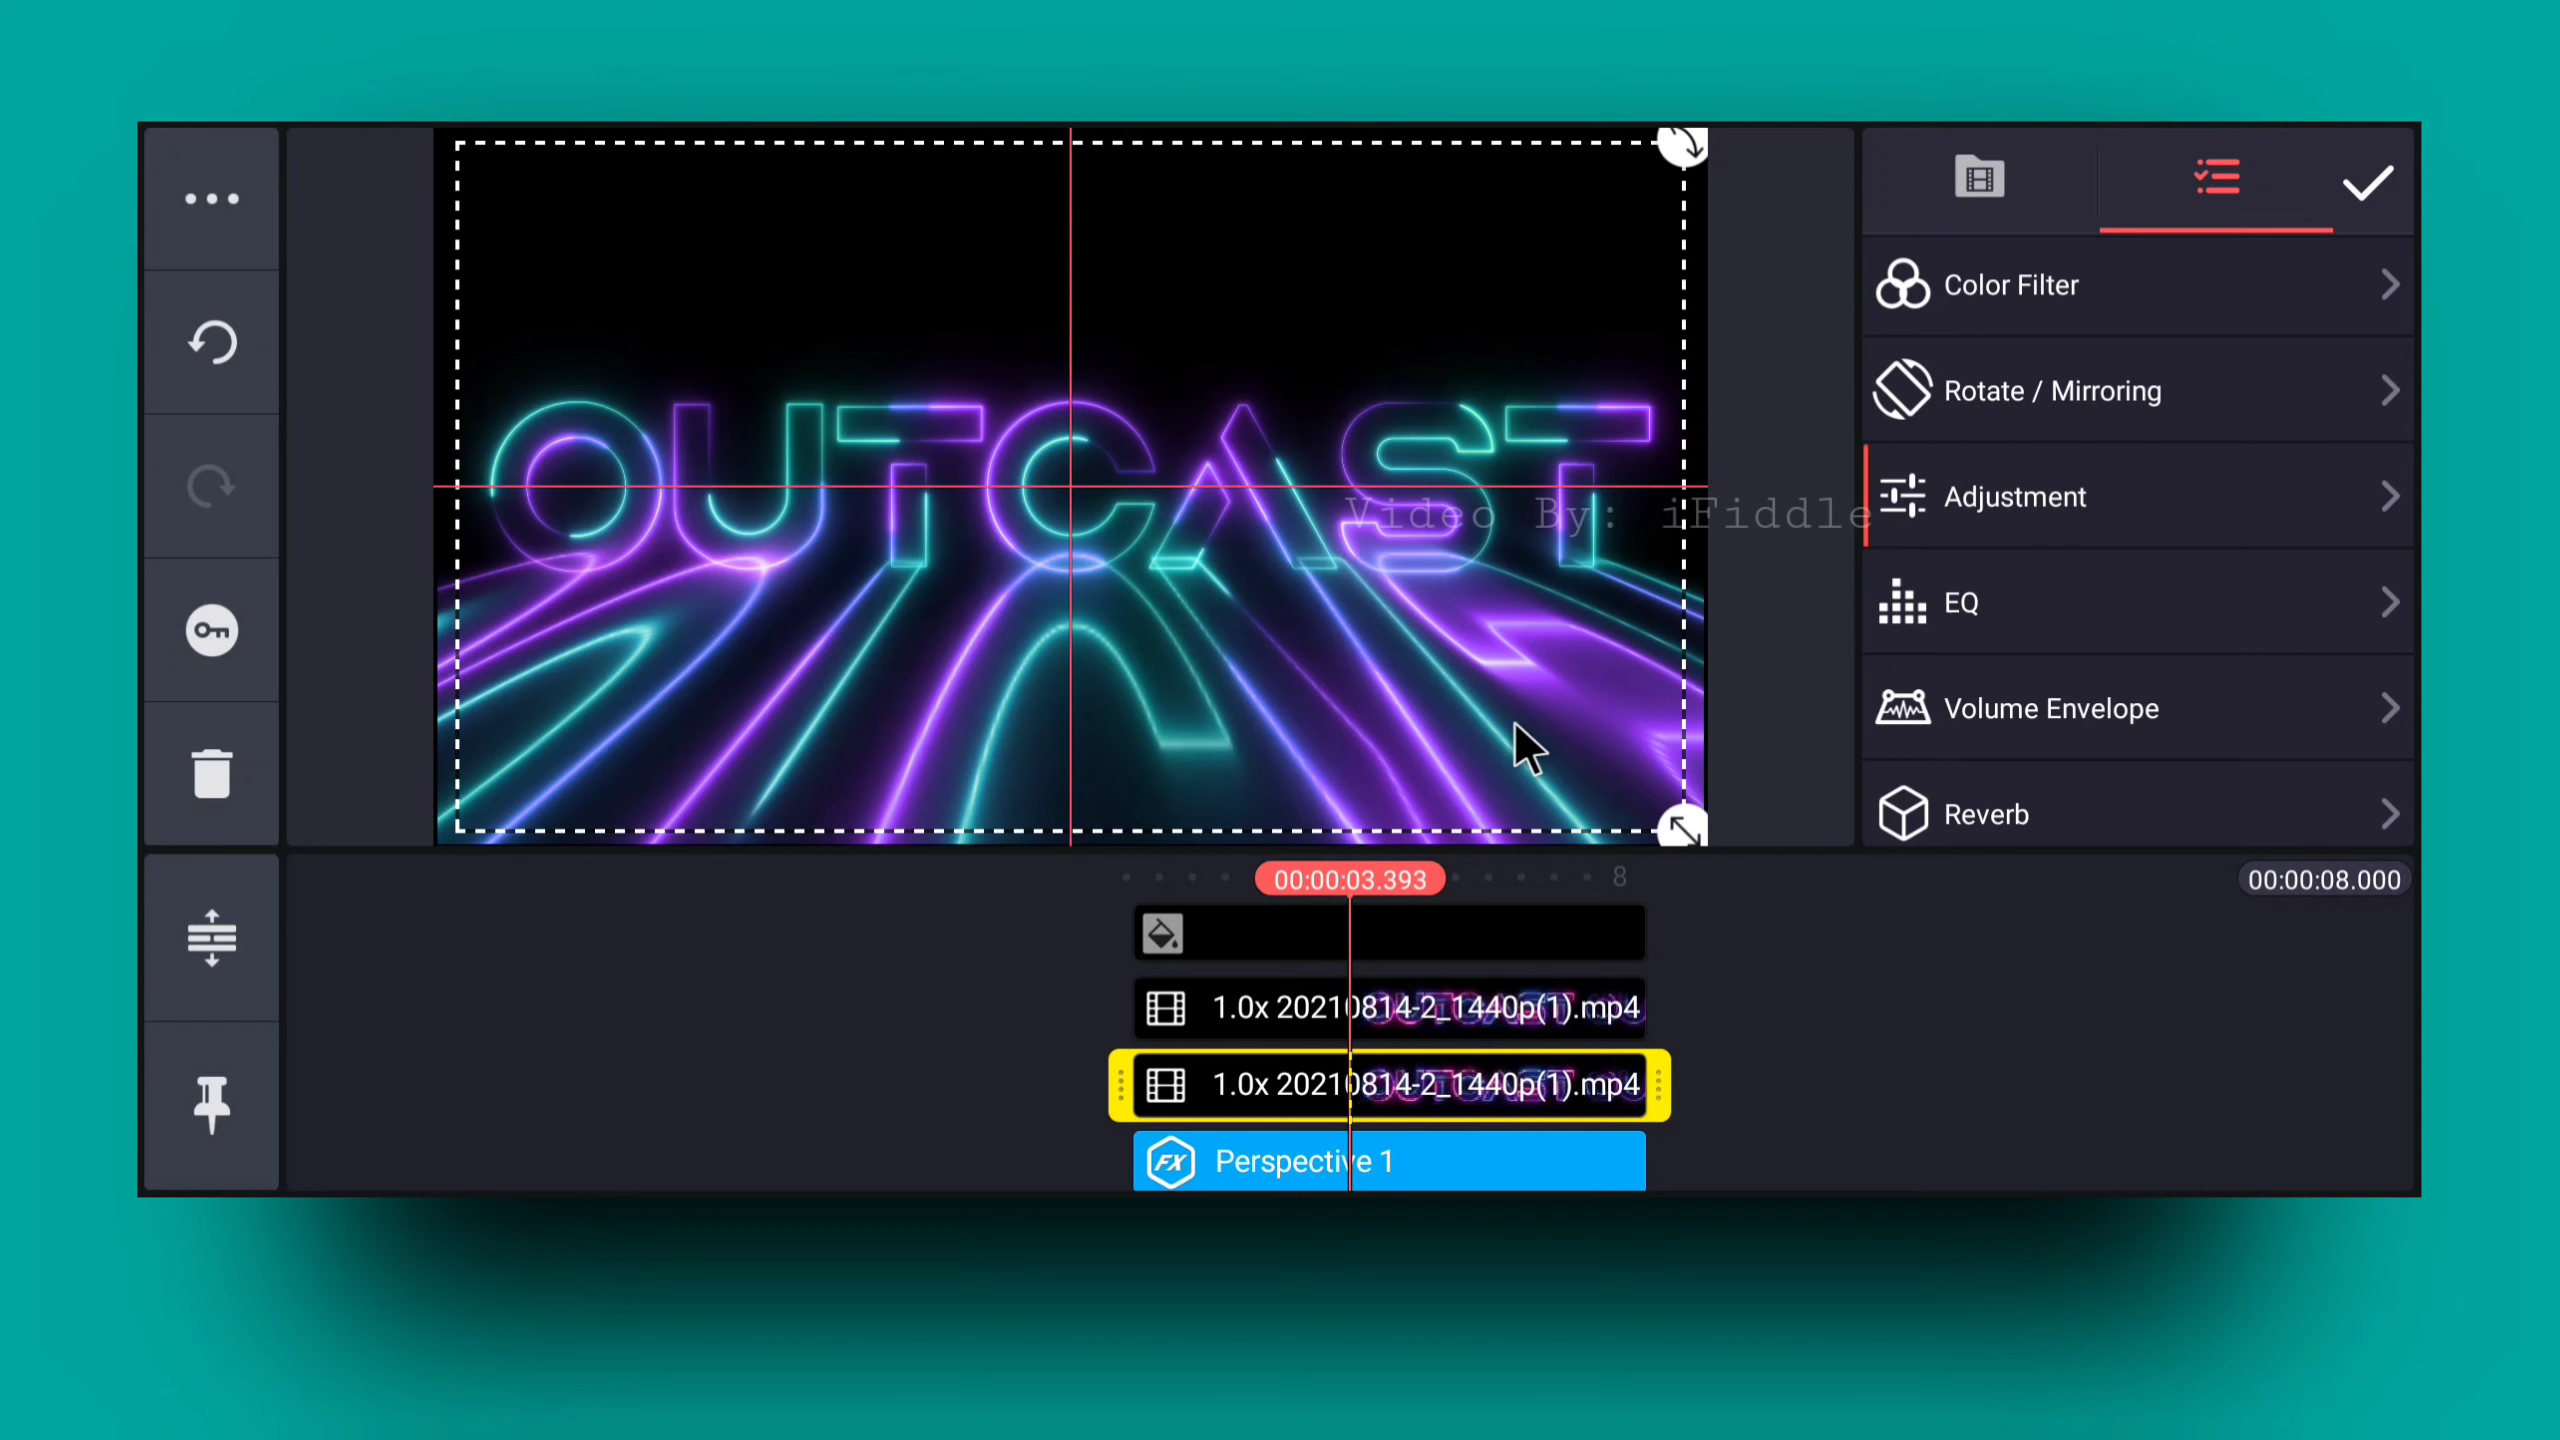 OUTCAST
Video By: iFiddle
Color Filter
Rotate / Mirroring
Adjustment
EQ
Volume Envelope
Reverb
00:00:03.393
8
00:00:08.000
1.0x 20210814-2_1440p(1).mp4
1.0x 20210814-2_1440p(1).mp4
FX Perspective 1